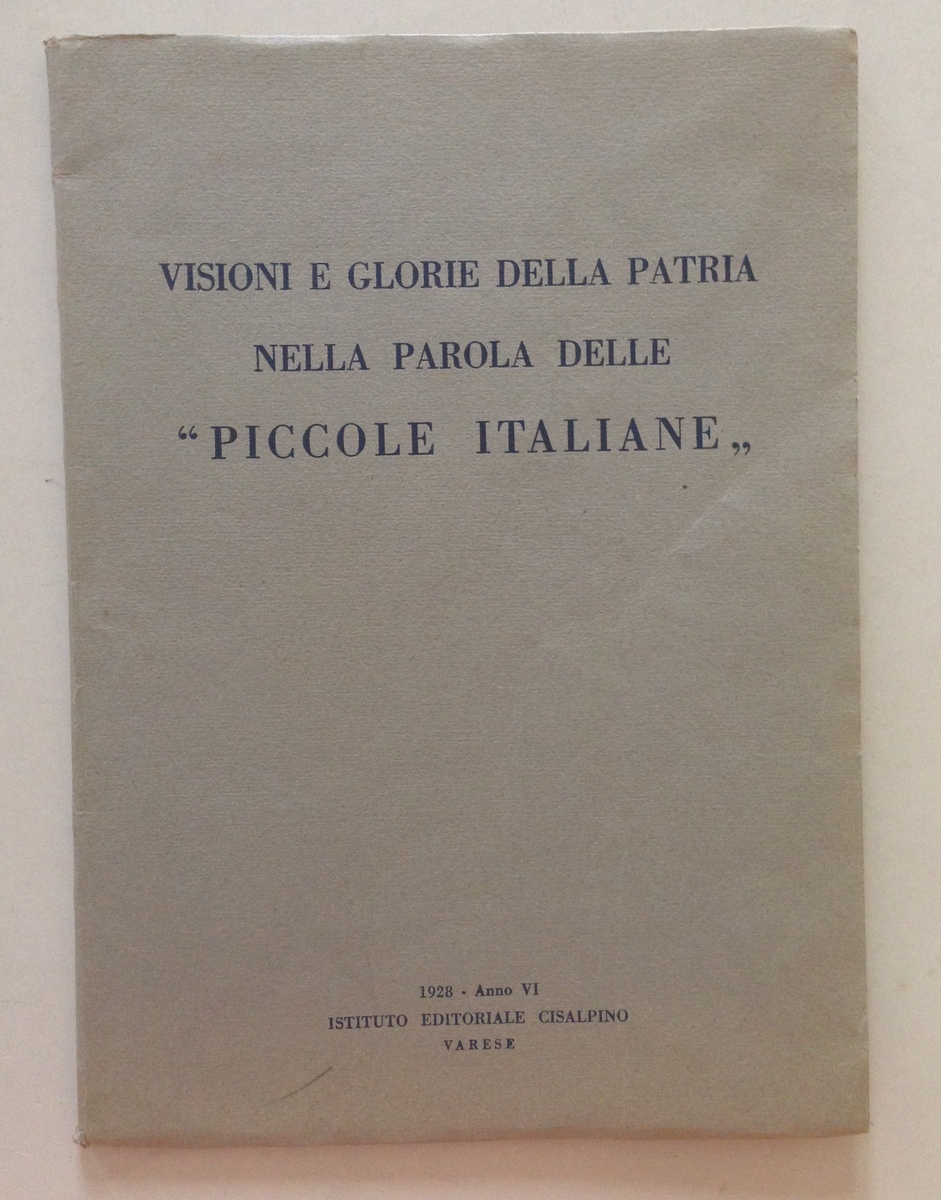 VISIONI E GLORIE DELLA PATRIA
NELLA PAROLA DELLE
“PICCOLE ITALIANE„
1928 - Anno VI
ISTITUTO EDITORIALE CISALPINO
VARESE